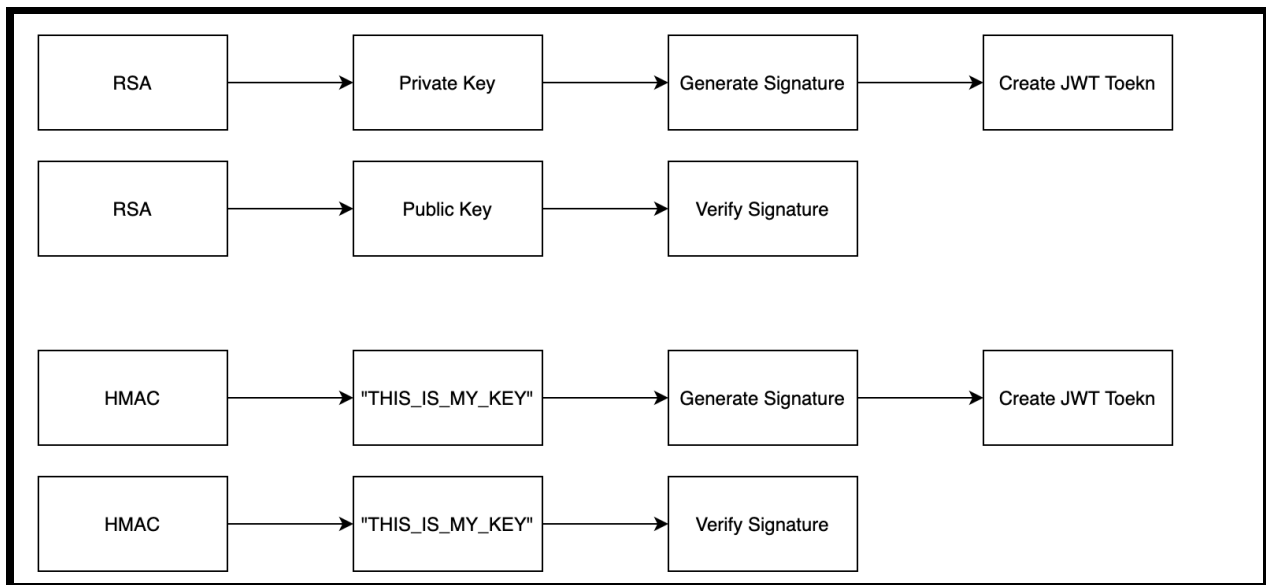 RSA
Private Key
Generate Signature
Create JWT Toekn
RSA
Public Key
Verify Signature
HMAC
"THIS_IS_MY_KEY"
Generate Signature
Create JWT Toekn
HMAC
"THIS_IS_MY_KEY"
Verify Signature